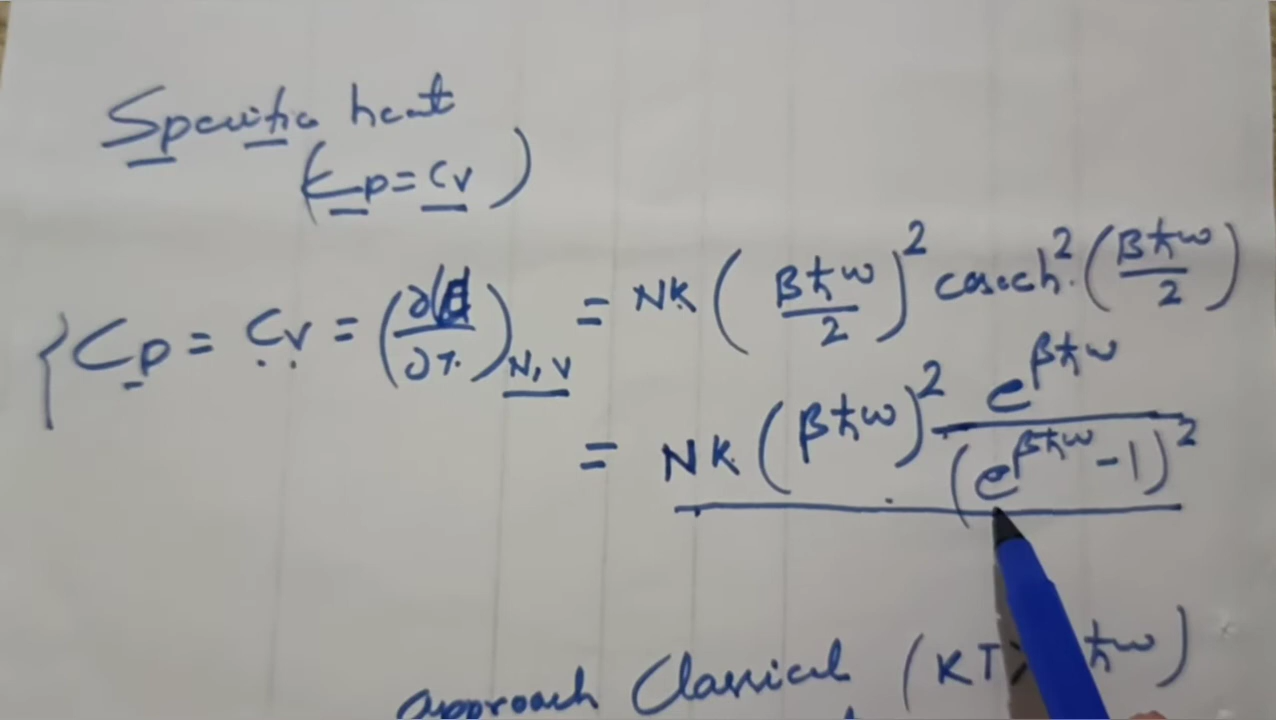 Specific heat
(Cp = Cv)
Cp = Cv = (∂U/∂T)N,V = NK (βħω/2)² cosech² (βħω/2)
= NK (βħω)² e^βħω / (e^βħω - 1)²
approach Classical (KT > ħω)